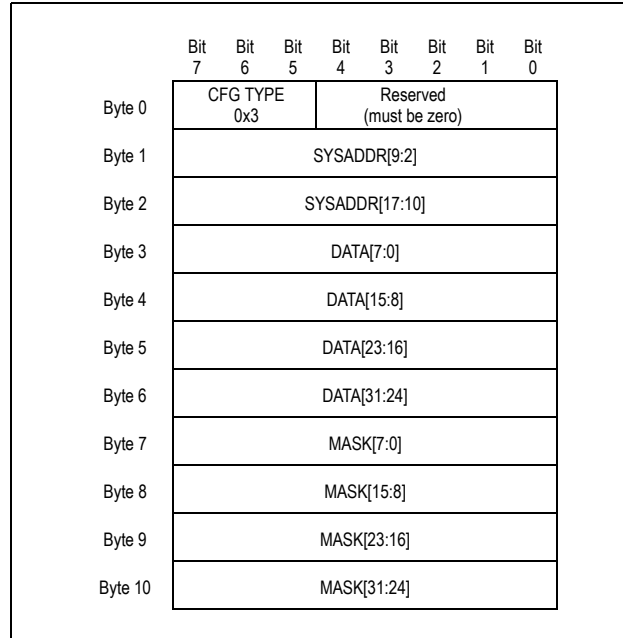 Bit Bit Bit Bit Bit Bit Bit Bit
7 6 5 4 3 2 1 0
Byte 0 CFG TYPE Reserved
0x3 (must be zero)
Byte 1 SYSADDR[9:2]
Byte 2 SYSADDR[17:10]
Byte 3 DATA[7:0]
Byte 4 DATA[15:8]
Byte 5 DATA[23:16]
Byte 6 DATA[31:24]
Byte 7 MASK[7:0]
Byte 8 MASK[15:8]
Byte 9 MASK[23:16]
Byte 10 MASK[31:24]